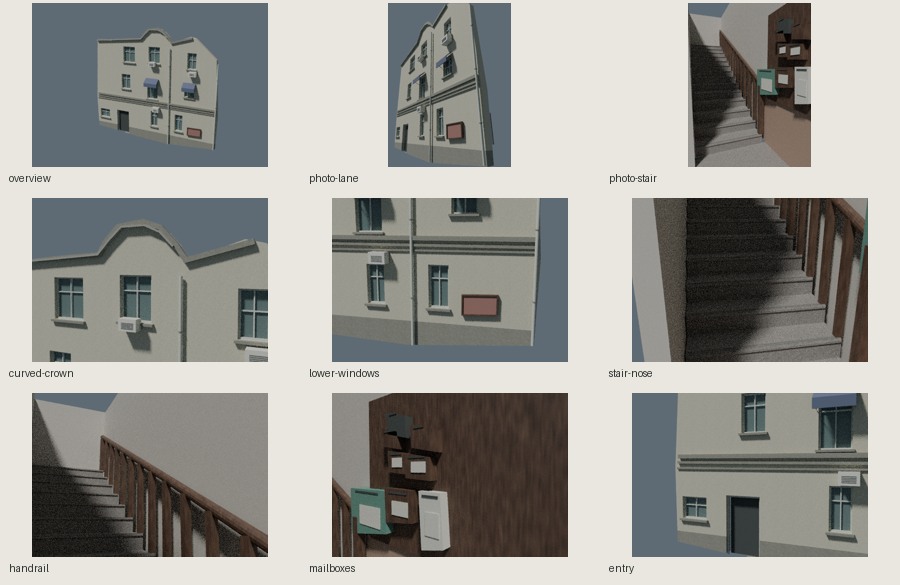 overview
photo-lane
photo-stair
curved-crown
lower-windows
stair-nose
handrail
mailboxes
entry